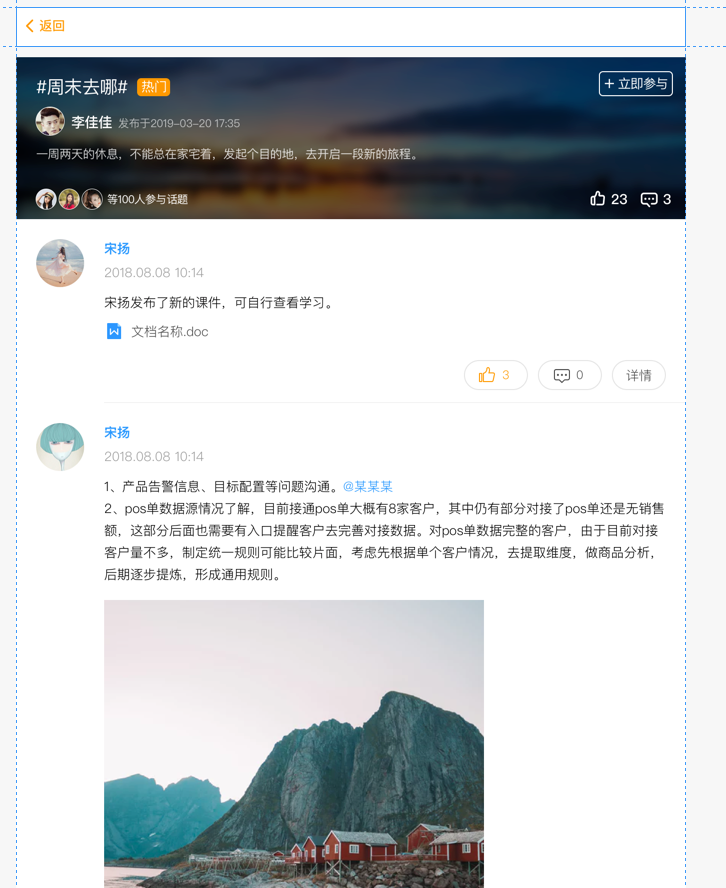 返回
#周末去哪# 热门
+ 立即参与
李佳佳 发布于2019-03-20 17:35
一周两天的休息，不能总在家宅着，发起个目的地，去开启一段新的旅程。
等100人参与话题
23 3
宋扬
2018.08.08 10:14
宋扬发布了新的课件，可自行查看学习。
文档名称.doc
3 0 详情
宋扬
2018.08.08 10:14
1、产品告警信息、目标配置等问题沟通。@某某某
2、pos单数据源情况了解，目前接通pos单大概有8家客户，其中仍有部分对接了pos单还是无销售
额，这部分后面也需要有入口提醒客户去完善对接数据。对pos单数据完整的客户，由于目前对接
客户量不多，制定统一规则可能比较片面，考虑先根据单个客户情况，去提取维度，做商品分析，
后期逐步提炼，形成通用规则。